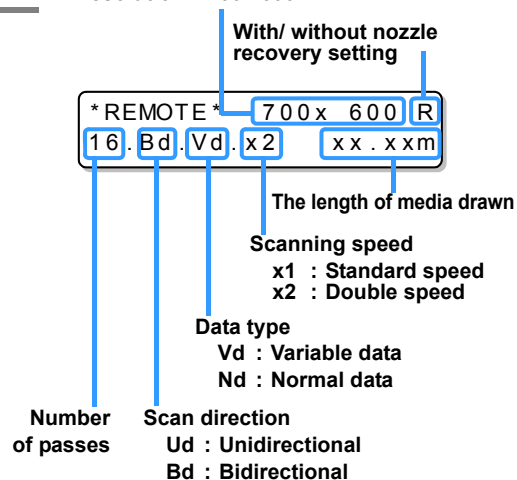 With/ without nozzle
recovery setting
*REMOTE* 700x 600 R
16.Bd.Vd.x2 xx.xxm
The length of media drawn
Scanning speed
x1 : Standard speed
x2 : Double speed
Data type
Vd : Variable data
Nd : Normal data
Number
of passes
Scan direction
Ud : Unidirectional
Bd : Bidirectional